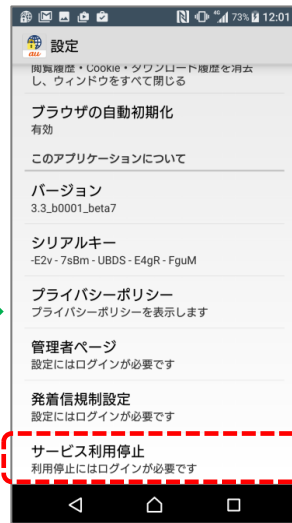 73% 12:01
設定
閲覧履歴・Cookie・ダウンロード履歴を消去
し、ウィンドウをすべて閉じる
ブラウザの自動初期化
有効
このアプリケーションについて
バージョン
3.3_b0001_beta7
シリアルキー
-E2v - 7sBm - UBDS - E4gR - FguM
プライバシーポリシー
プライバシーポリシーを表示します
管理者ページ
設定にはログインが必要です
発着信規制設定
設定にはログインが必要です
サービス利用停止
利用停止にはログインが必要です